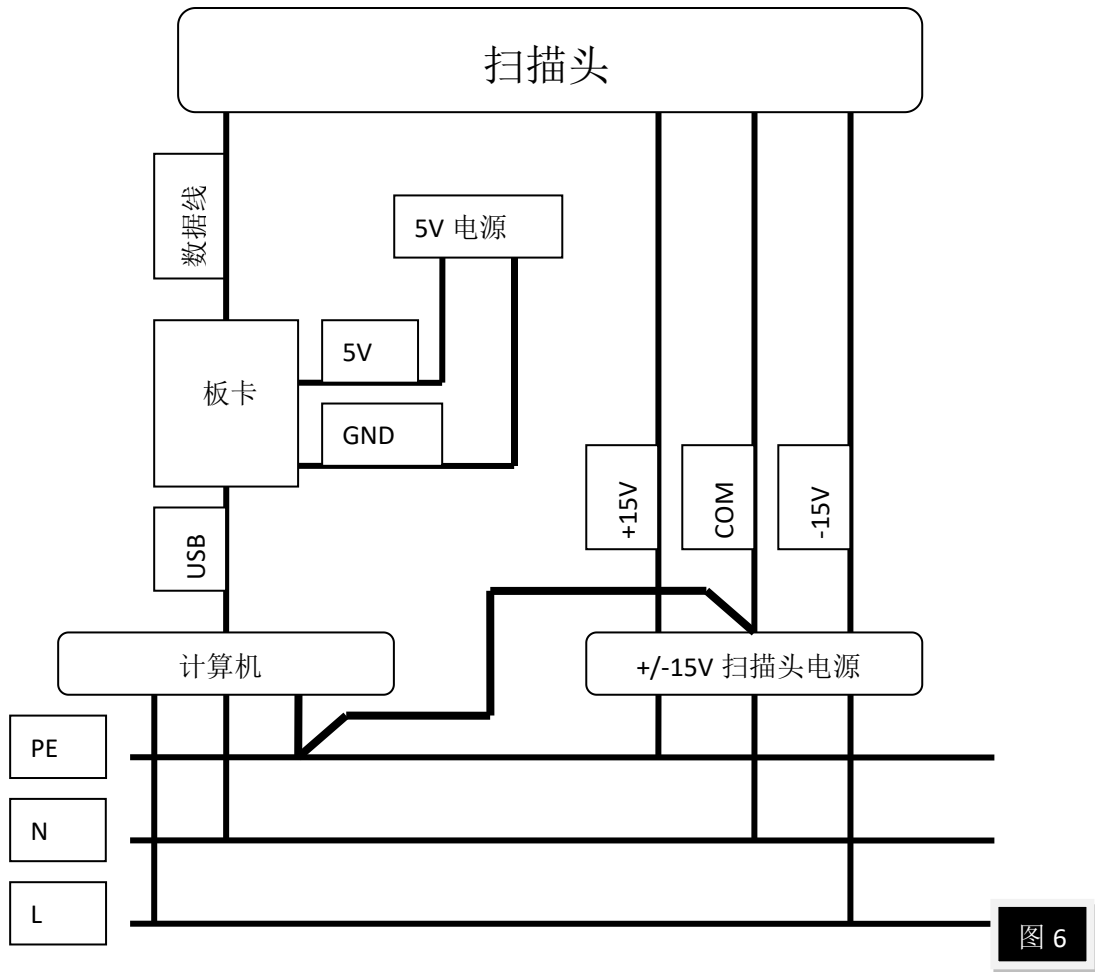 扫描头
数据线
5V 电源
5V
板卡
GND
+15V
COM
-15V
USB
计算机
+/-15V 扫描头电源
PE
N
L
图 6